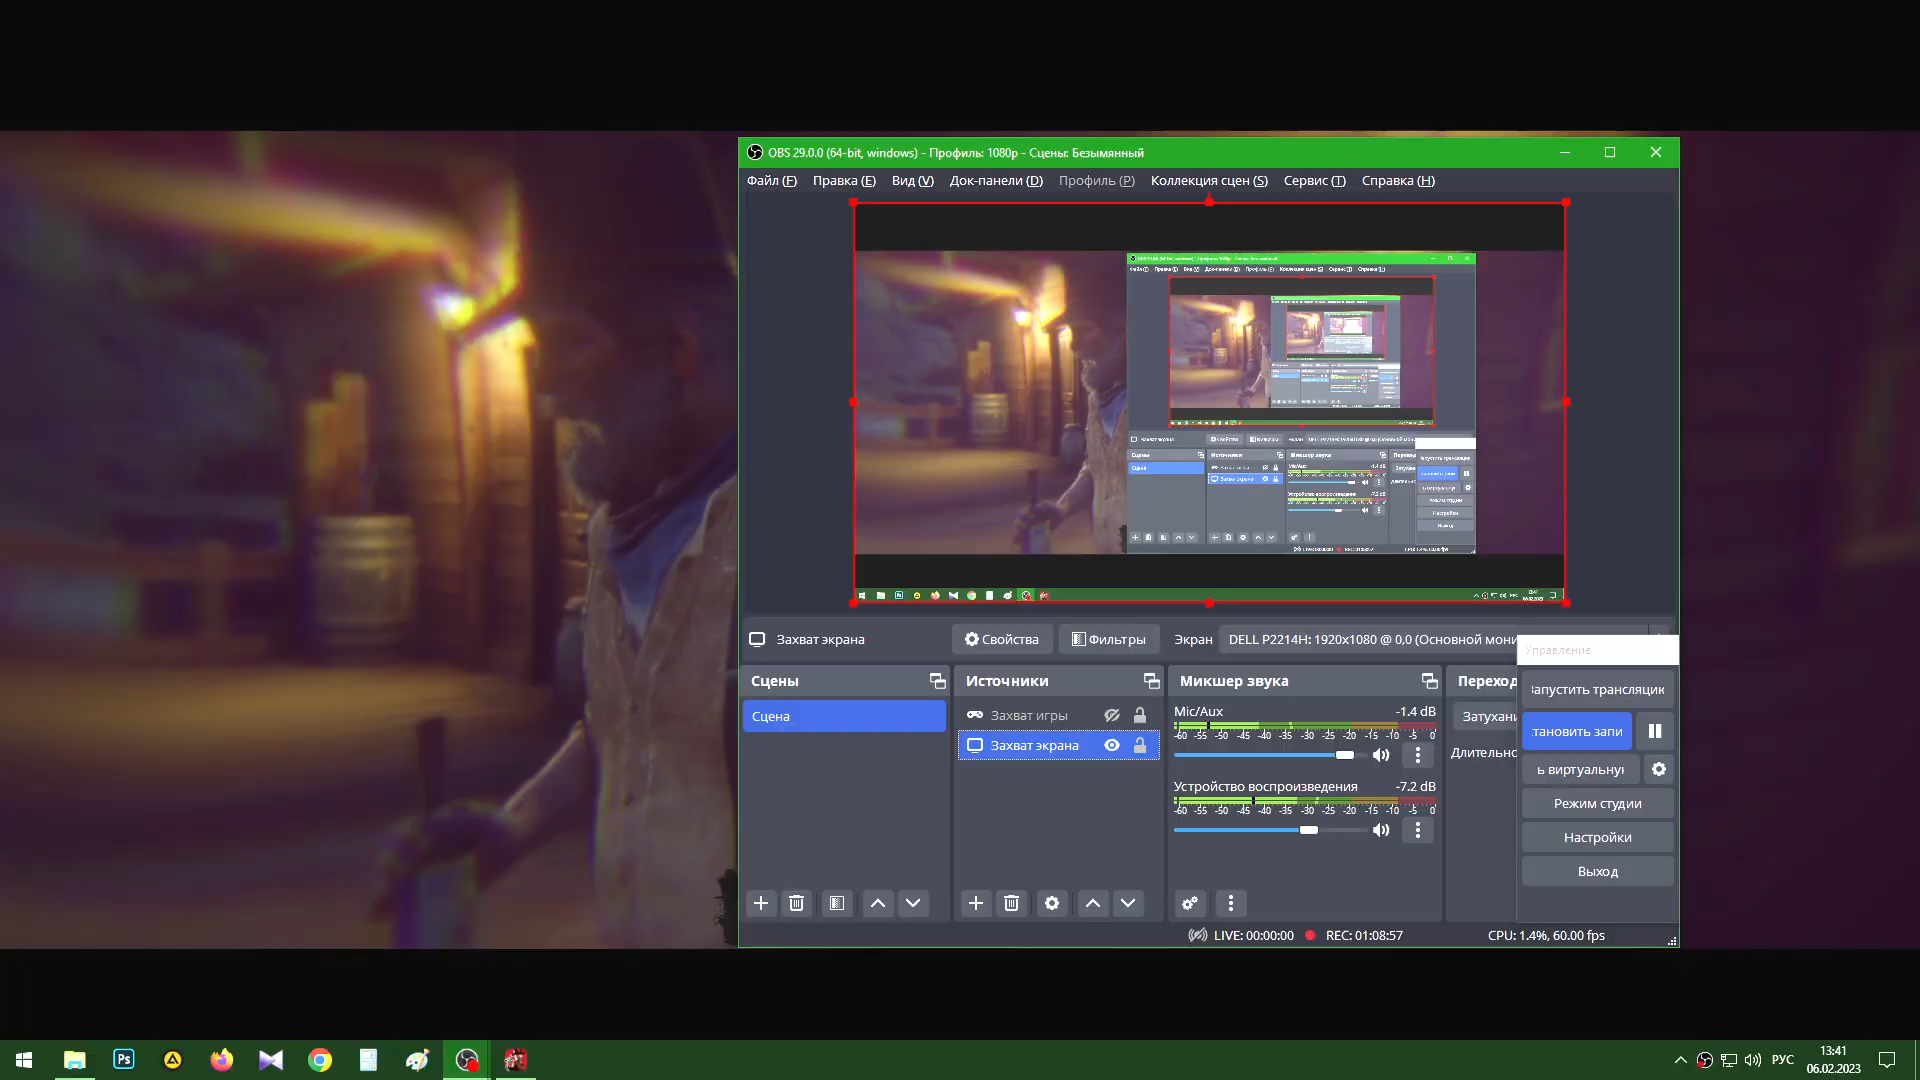 OBS 29.0.0 (64-bit, windows) - Профиль: 1080p - Сцены: Безымянный
Файл (F) Правка (E) Вид (V) Док-панели (D) Профиль (P) Коллекция сцен (S) Сервис (T) Справка (H)
Захват экрана Свойства Фильтры Экран DELL P2214H: 1920x1080 @ 0,0 (Основной мони
Управление
Сцены
Сцена
Источники
Захват игры
Захват экрана
Микшер звука
Mic/Aux -1.4 dB
-60 -55 -50 -45 -40 -35 -30 -25 -20 -15 -10 -5 0
Устройство воспроизведения -7.2 dB
-60 -55 -50 -45 -40 -35 -30 -25 -20 -15 -10 -5 0
Переход
Затухани
Длительнс
Запустить трансляцик
тановить запи
ь виртуальну
Режим студии
Настройки
Выход
LIVE: 00:00:00 REC: 01:08:57 CPU: 1.4%, 60.00 fps
Ps
РУС
13:41
06.02.2023